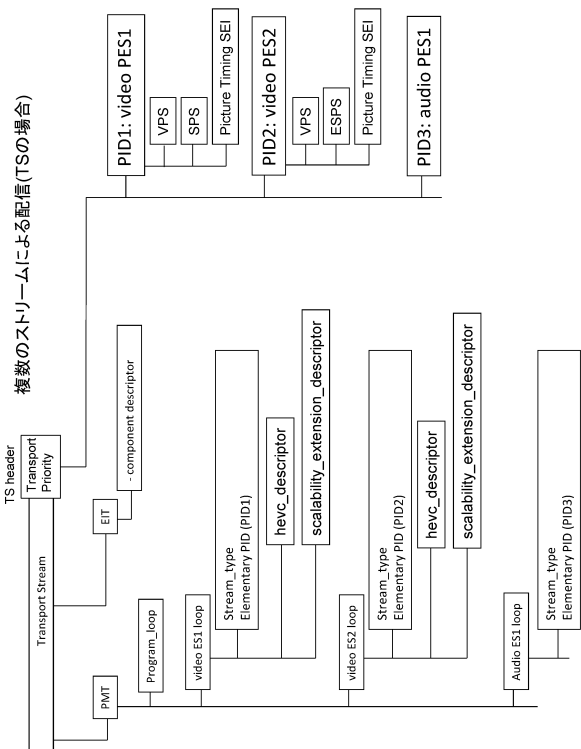 複数のストリームによる配信(TSの場合)
TS header
Transport
Priority
Transport Stream
PMT
EIT
- component descriptor
Program_loop
video ES1 loop
Stream_type
Elementary PID (PID1)
hevc_descriptor
scalability_extension_descriptor
video ES2 loop
Stream_type
Elementary PID (PID2)
hevc_descriptor
scalability_extension_descriptor
Audio ES1 loop
Stream_type
Elementary PID (PID3)
PID1: video PES1
VPS
SPS
Picture Timing SEI
PID2: video PES2
VPS
ESPS
Picture Timing SEI
PID3: audio PES1